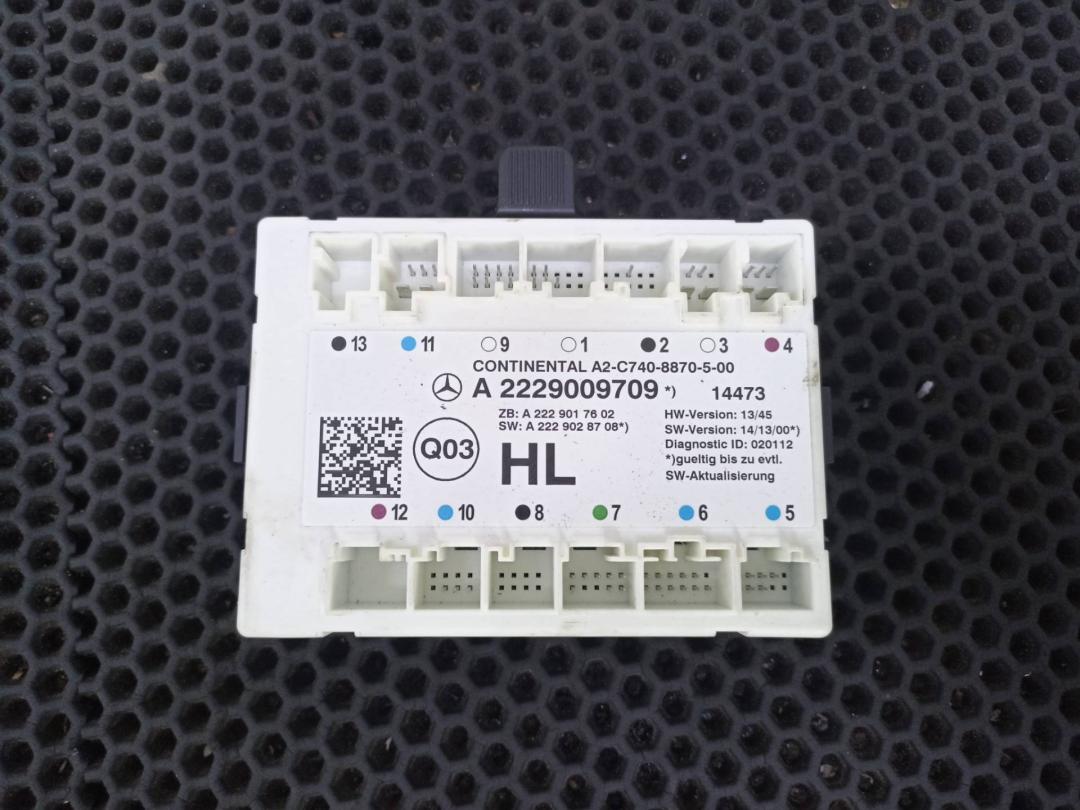 13 11 9 1 2 3 4
CONTINENTAL A2-C740-8870-5-00
A 2229009709 *) 14473
ZB: A 222 901 76 02
SW: A 222 902 87 08*)
HW-Version: 13/45
SW-Version: 14/13/00*)
Diagnostic ID: 020112
*)gueltig bis zu evtl.
SW-Aktualisierung
Q03
HL
12 10 8 7 6 5